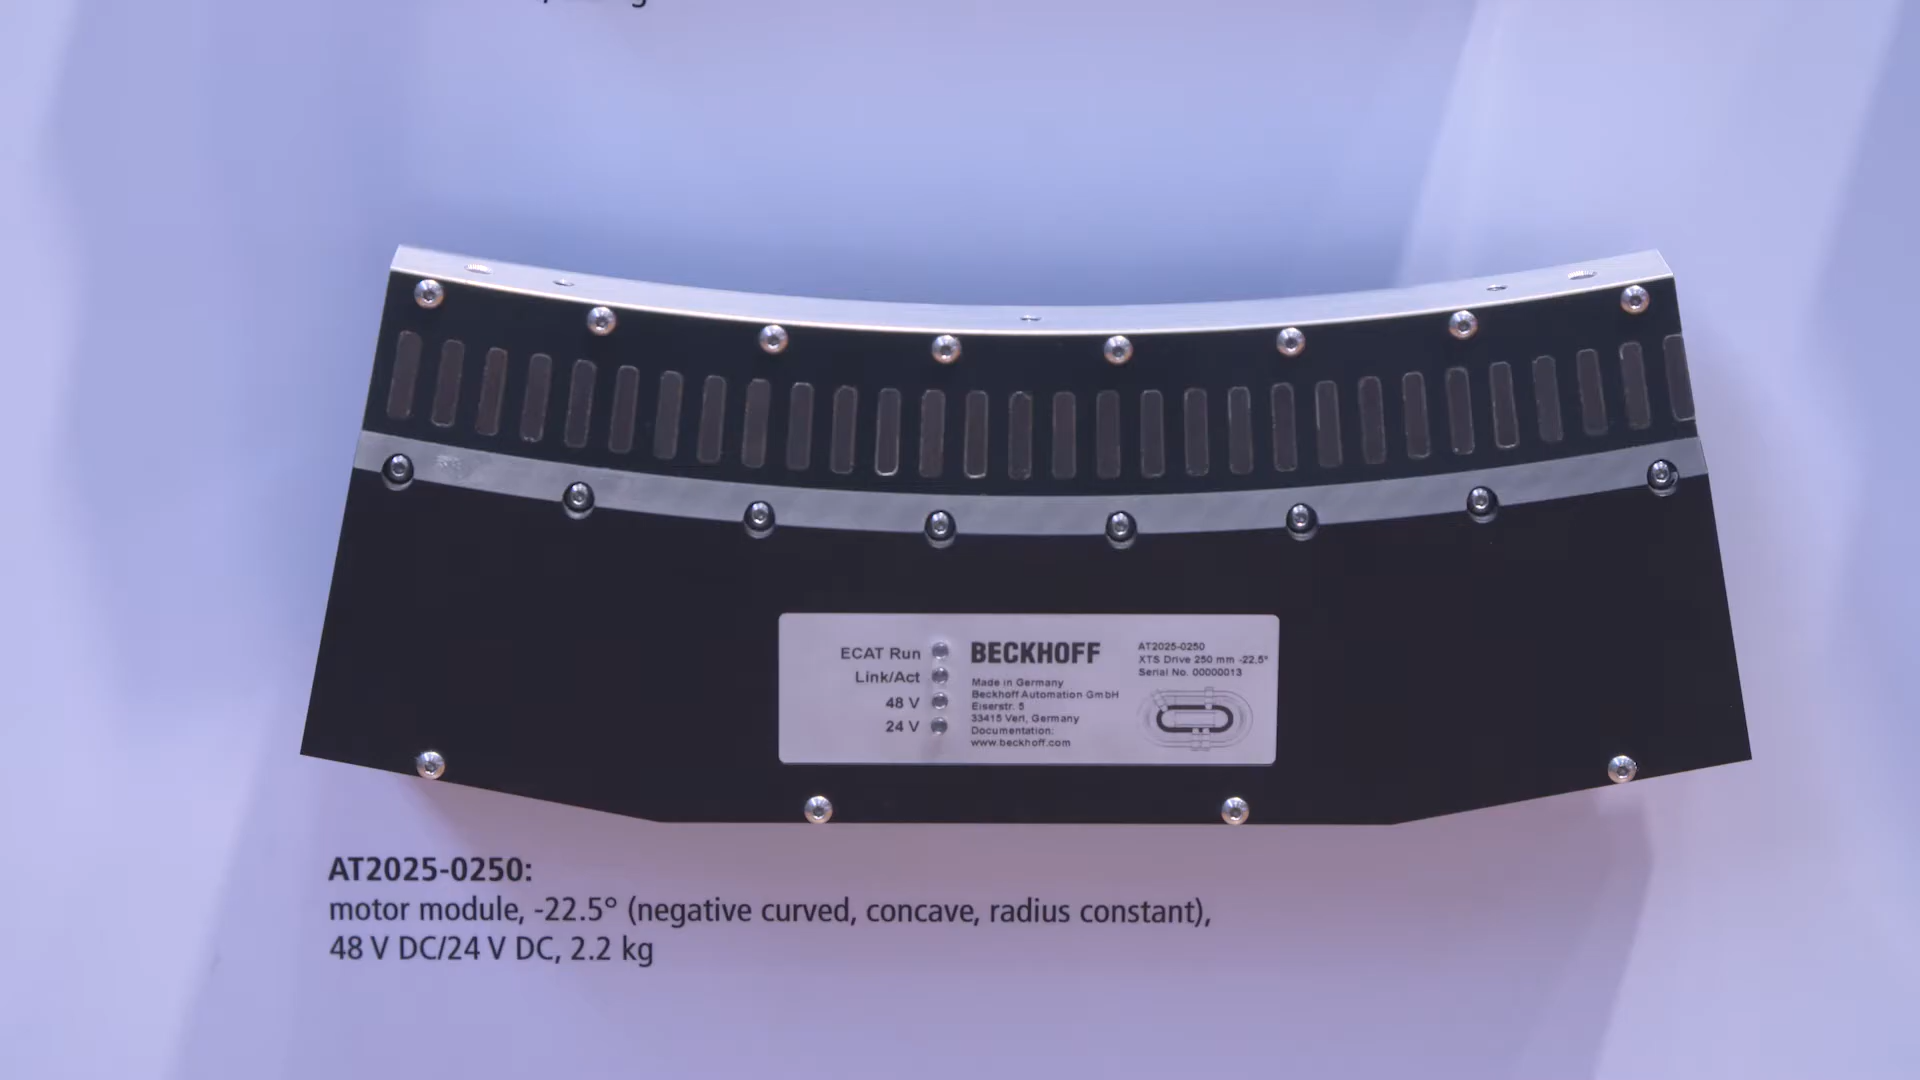 ECAT Run
Link/Act
48 V
24 V
BECKHOFF
Made in Germany
Beckhoff Automation GmbH
Eiserstr. 5
33415 Verl, Germany
Documentation:
www.beckhoff.com
AT2025-0250
XTS Drive 250 mm -22,5°
Serial No. 00000013
AT2025-0250:
motor module, -22.5° (negative curved, concave, radius constant),
48 V DC/24 V DC, 2.2 kg